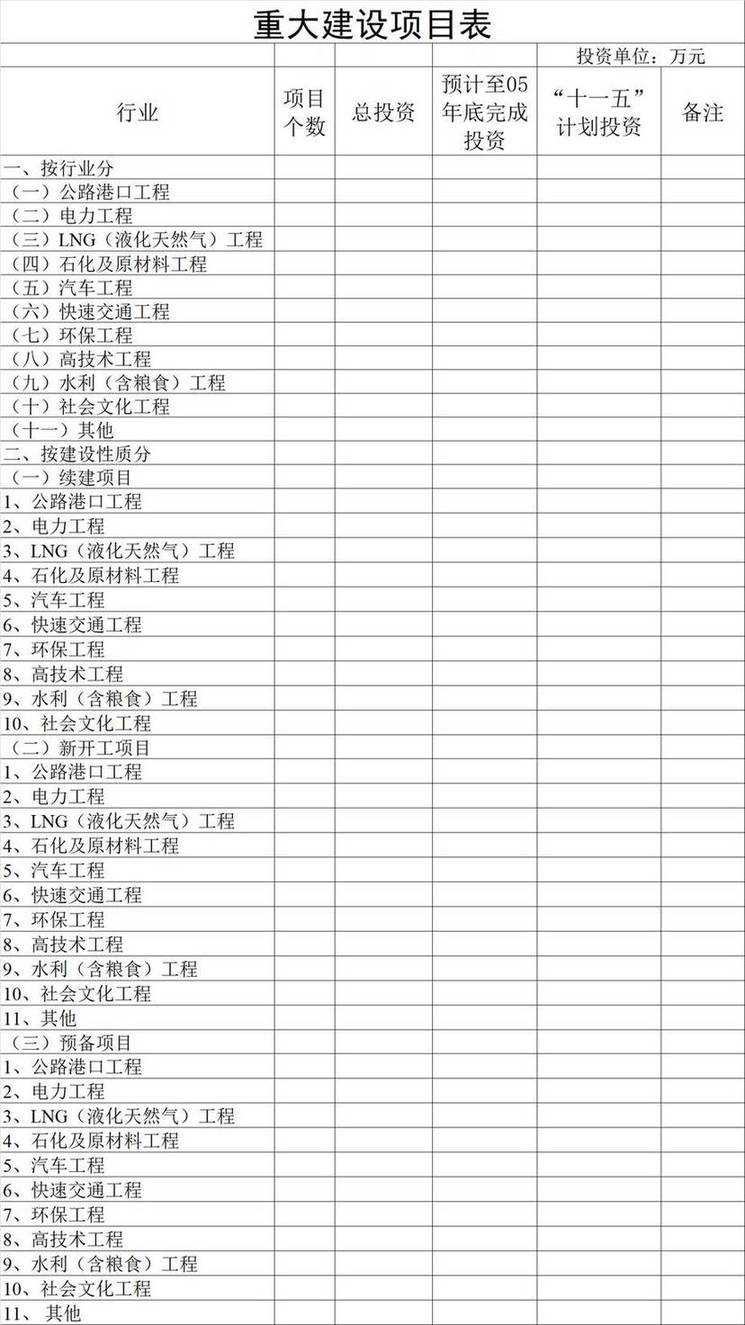 重大建设项目表
投资单位：万元
行业
项目
个数
总投资
预计至05
年底完成
投资
“十一五”
计划投资
备注
一、按行业分
（一）公路港口工程
（二）电力工程
（三）LNG（液化天然气）工程
（四）石化及原材料工程
（五）汽车工程
（六）快速交通工程
（七）环保工程
（八）高技术工程
（九）水利（含粮食）工程
（十）社会文化工程
（十一）其他
二、按建设性质分
（一）续建项目
1、公路港口工程
2、电力工程
3、LNG（液化天然气）工程
4、石化及原材料工程
5、汽车工程
6、快速交通工程
7、环保工程
8、高技术工程
9、水利（含粮食）工程
10、社会文化工程
（二）新开工项目
1、公路港口工程
2、电力工程
3、LNG（液化天然气）工程
4、石化及原材料工程
5、汽车工程
6、快速交通工程
7、环保工程
8、高技术工程
9、水利（含粮食）工程
10、社会文化工程
11、其他
（三）预备项目
1、公路港口工程
2、电力工程
3、LNG（液化天然气）工程
4、石化及原材料工程
5、汽车工程
6、快速交通工程
7、环保工程
8、高技术工程
9、水利（含粮食）工程
10、社会文化工程
11、 其他